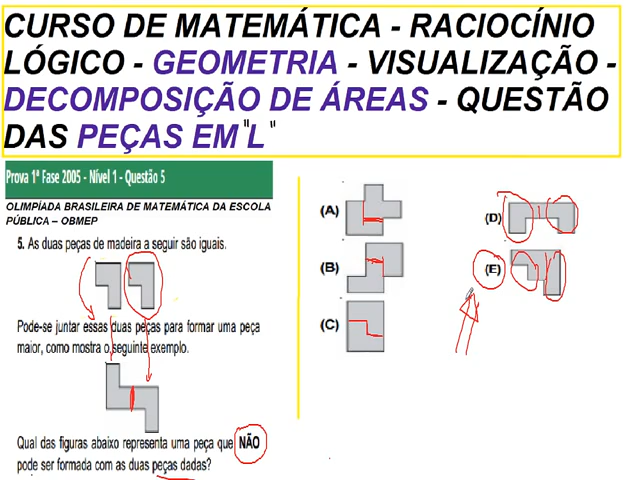 CURSO DE MATEMÁTICA - RACIOCÍNIO
LÓGICO - GEOMETRIA - VISUALIZAÇÃO -
DECOMPOSIÇÃO DE ÁREAS - QUESTÃO
DAS PEÇAS EM "L"
Prova 1ª Fase 2005 - Nível 1 - Questão 5
OLIMPÍADA BRASILEIRA DE MATEMÁTICA DA ESCOLA
PÚBLICA – OBMEP
5. As duas peças de madeira a seguir são iguais.
Pode-se juntar essas duas peças para formar uma peça
maior, como mostra o seguinte exemplo.
Qual das figuras abaixo representa uma peça que NÃO
pode ser formada com as duas peças dadas?
(A)
(B)
(C)
(D)
(E)